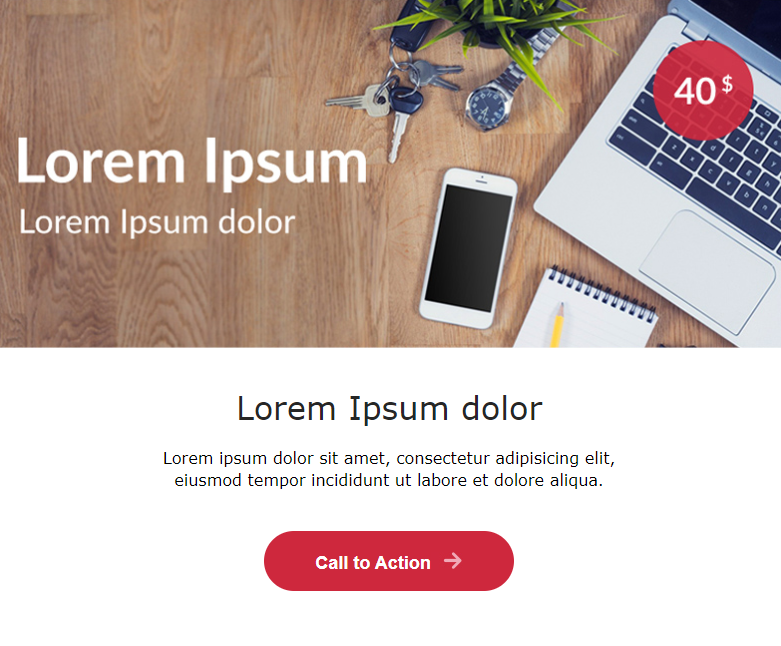 40 $
Lorem Ipsum
Lorem Ipsum dolor
Lorem Ipsum dolor
Lorem ipsum dolor sit amet, consectetur adipisicing elit,
eiusmod tempor incididunt ut labore et dolore aliqua.
Call to Action →